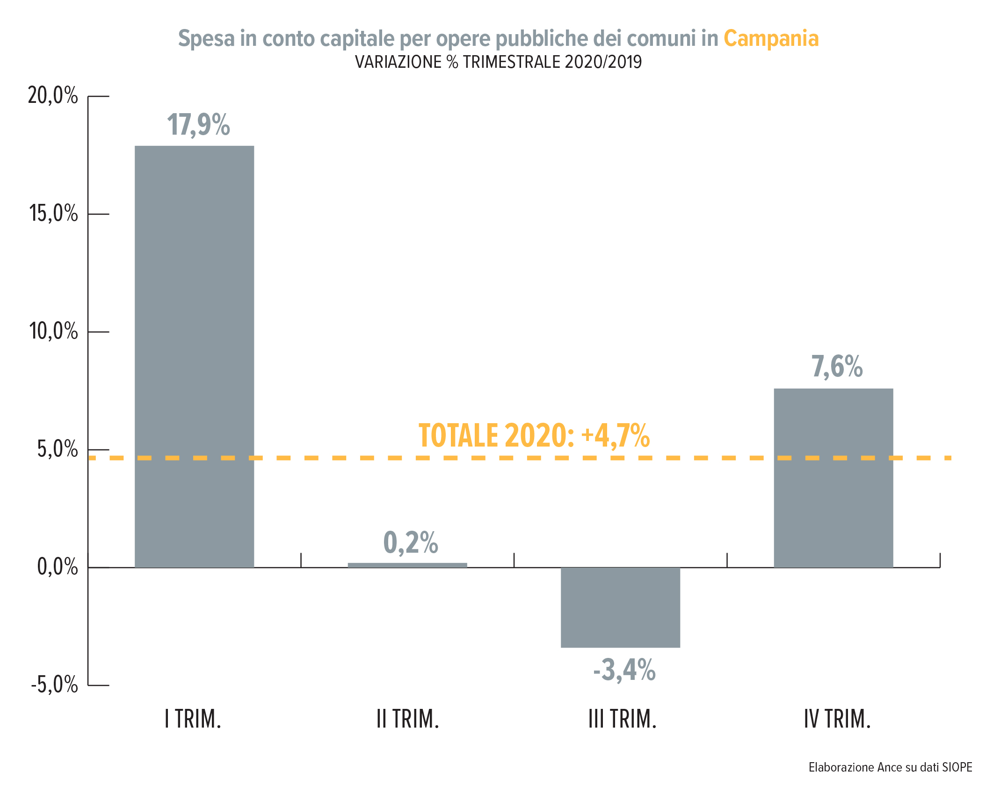 Spesa in conto capitale per opere pubbliche dei comuni in Campania
VARIAZIONE % TRIMESTRALE 2020/2019
20,0%
17,9%
15,0%
10,0%
7,6%
TOTALE 2020: +4,7%
5,0%
0,2%
0,0%
-3,4%
-5,0%
I TRIM. II TRIM. III TRIM. IV TRIM.
Elaborazione Ance su dati SIOPE